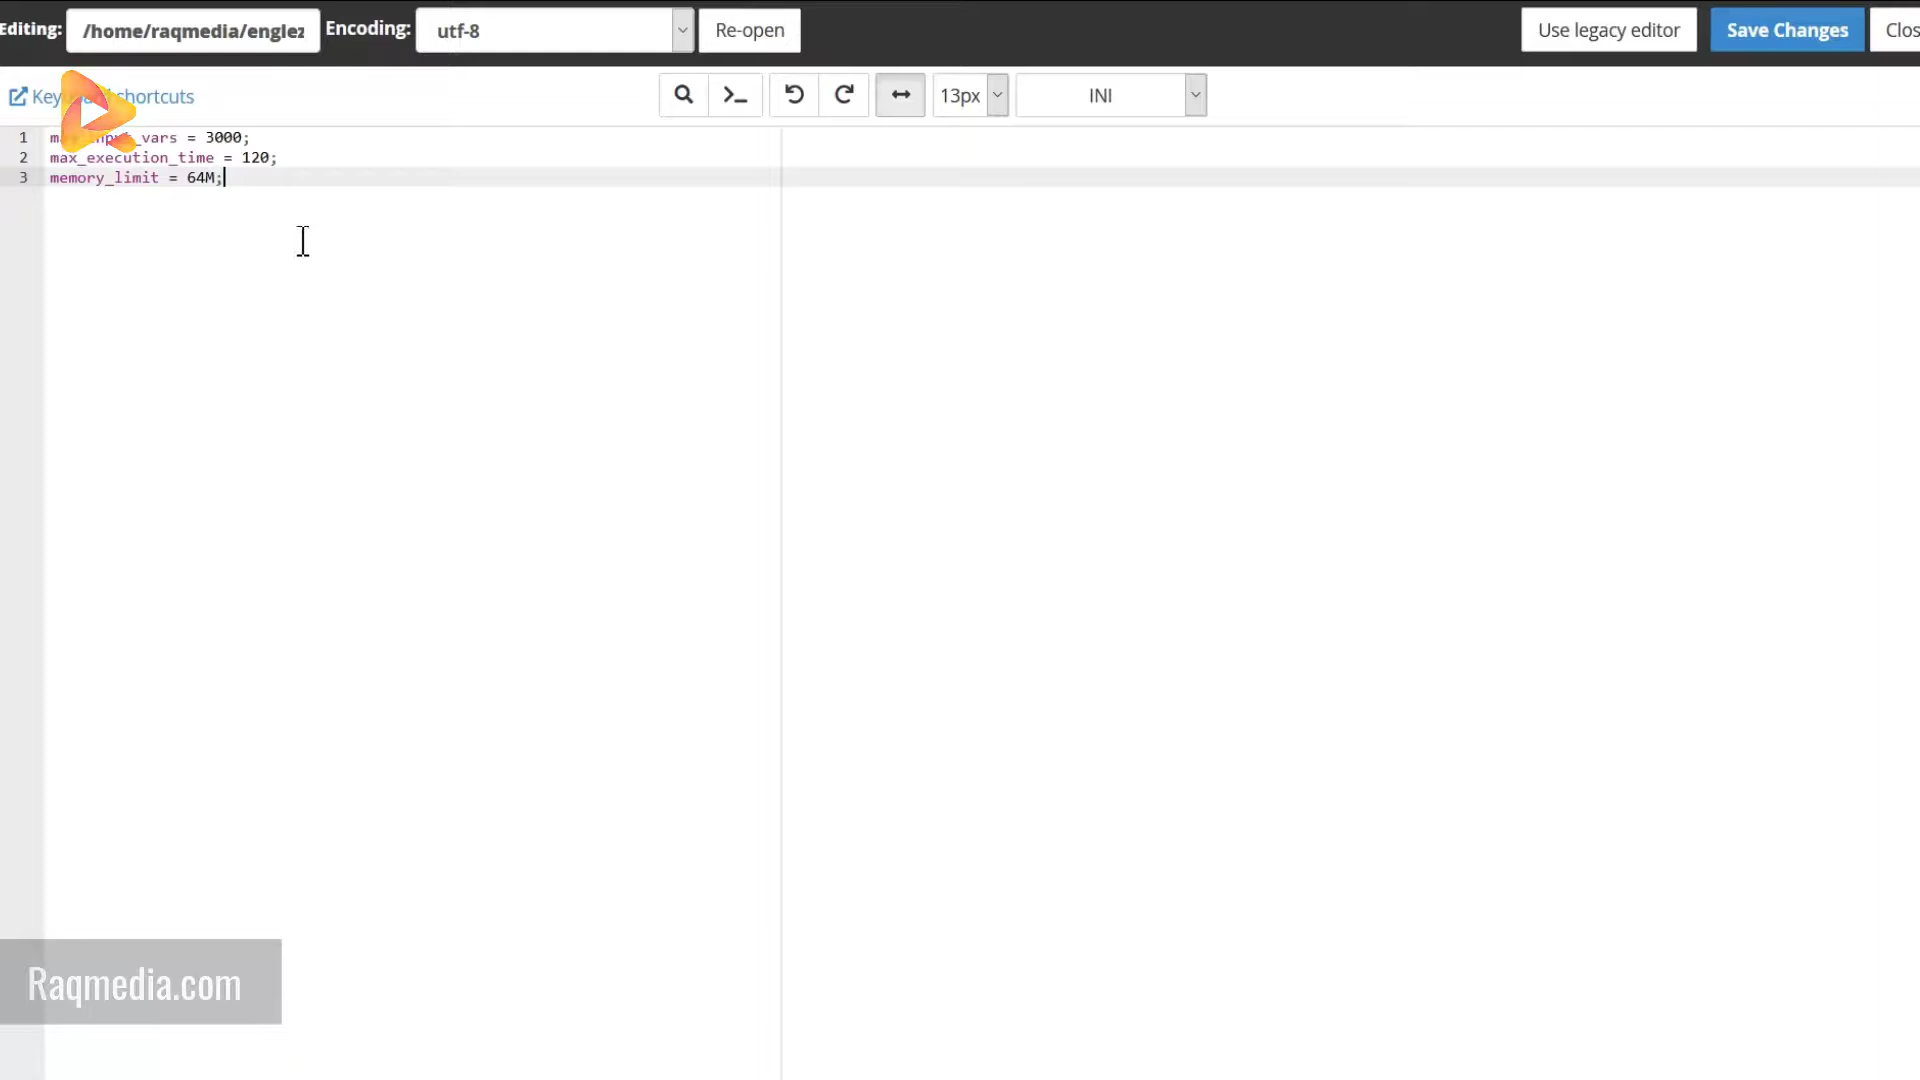 Editing: /home/raqmedia/englez Encoding: utf-8 Re-open Use legacy editor Save Changes Clos
shortcuts 13px INI
1 _vars = 3000;
2 max_execution_time = 120;
3 memory_limit = 64M;
Raqmedia.com